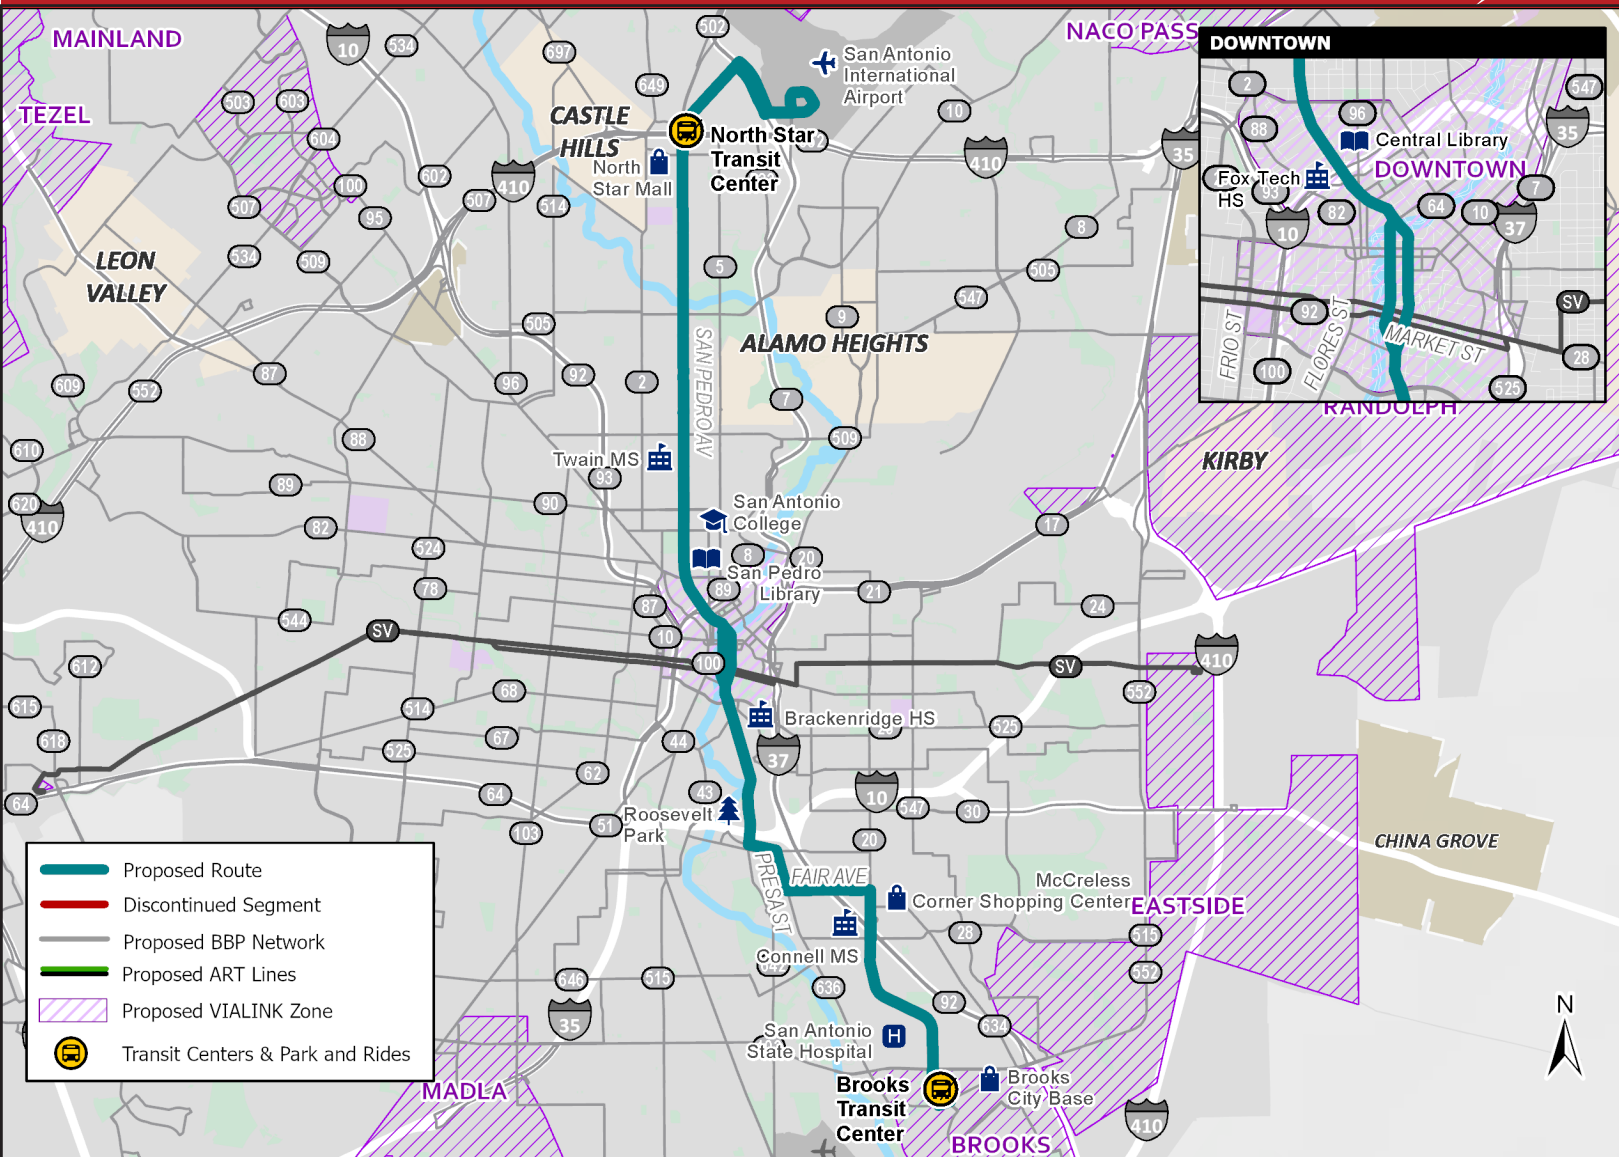 MAINLAND
TEZEL
LEON
VALLEY
CASTLE
HILLS
ALAMO HEIGHTS
NACO PASS
KIRBY
RANDOLPH
CHINA GROVE
EASTSIDE
MADLA
BROOKS
San Antonio
International
Airport
North Star
Transit
Center
North
Star Mall
SAN PEDRO AV
Twain MS
San Antonio
College
San Pedro
Library
Brackenridge HS
Roosevelt
Park
PRESA ST
FAIR AVE
McCreless
Corner Shopping Center
Connell MS
San Antonio
State Hospital
Brooks
Transit
Center
Brooks
City Base
10
534
697
502
649
503
603
604
602
100
95
507
507
534
509
410
514
10
410
35
8
505
547
5
9
505
609
552
87
96
92
2
7
509
610
88
89
620
410
82
90
93
524
78
544
8
20
89
87
10
100
21
17
24
SV
SV
410
552
612
615
618
64
68
514
67
525
62
64
103
51
44
43
37
525
10
547
30
20
28
515
552
646
515
35
636
92
634
410
DOWNTOWN
2
96
547
35
88
Central Library
DOWNTOWN
Fox Tech
HS
93
82
64
10
7
37
10
SV
92
28
100
525
FRIO ST
FLORES ST
MARKET ST
Proposed Route
Discontinued Segment
Proposed BBP Network
Proposed ART Lines
Proposed VIALINK Zone
Transit Centers & Park and Rides
N